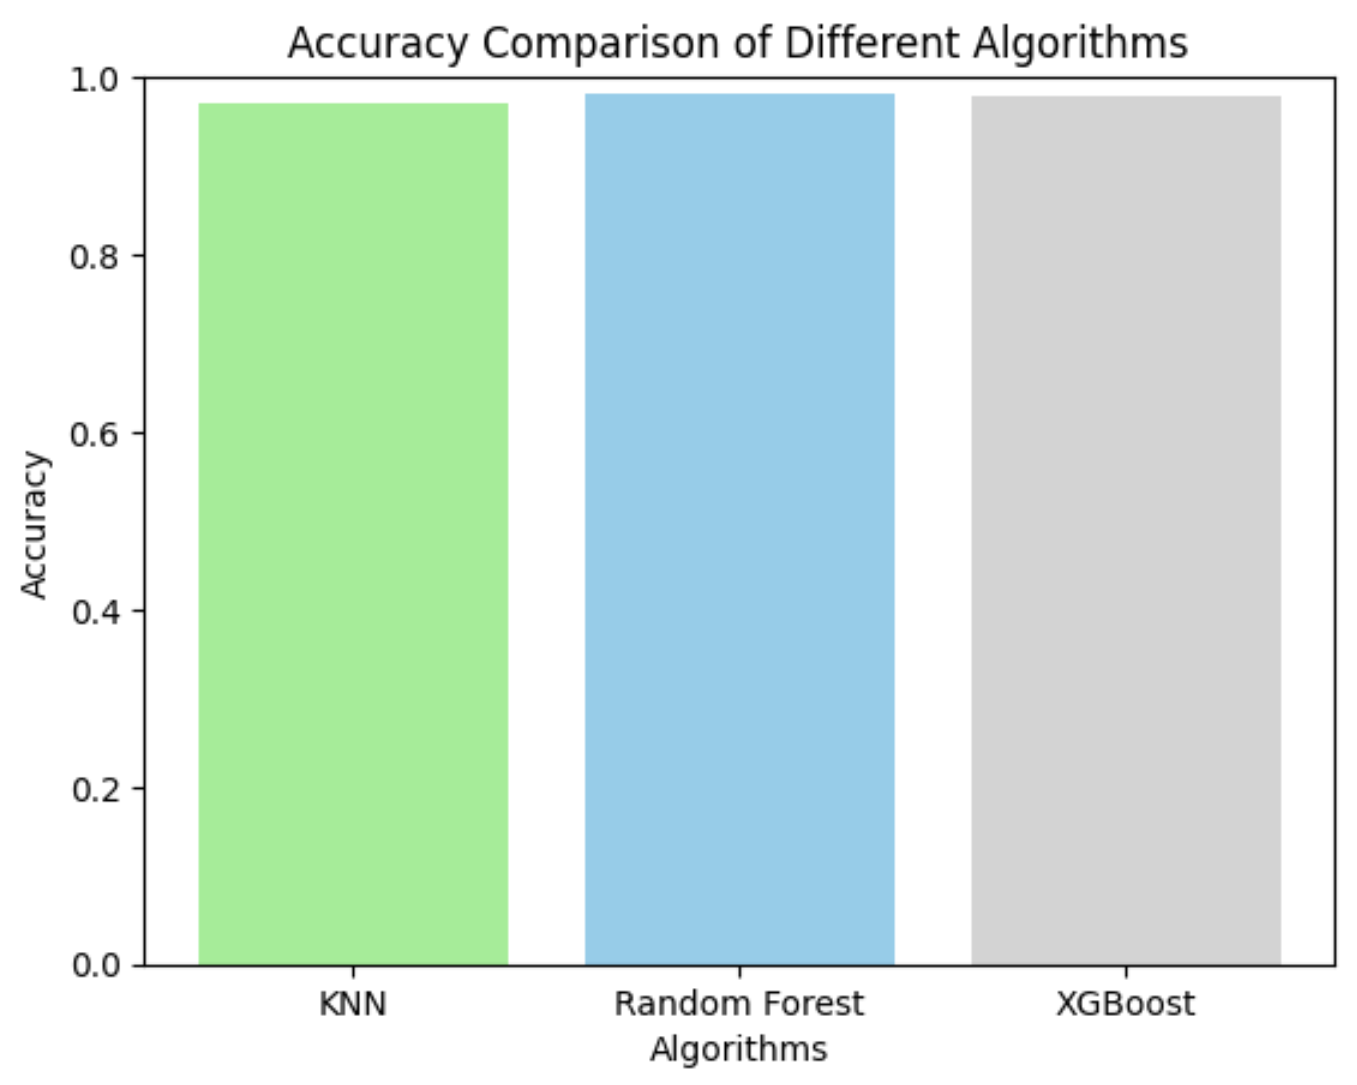 Accuracy Comparison of Different Algorithms
1.0
0.8
0.6
0.4
0.2
0.0
Accuracy
KNN
Random Forest
XGBoost
Algorithms